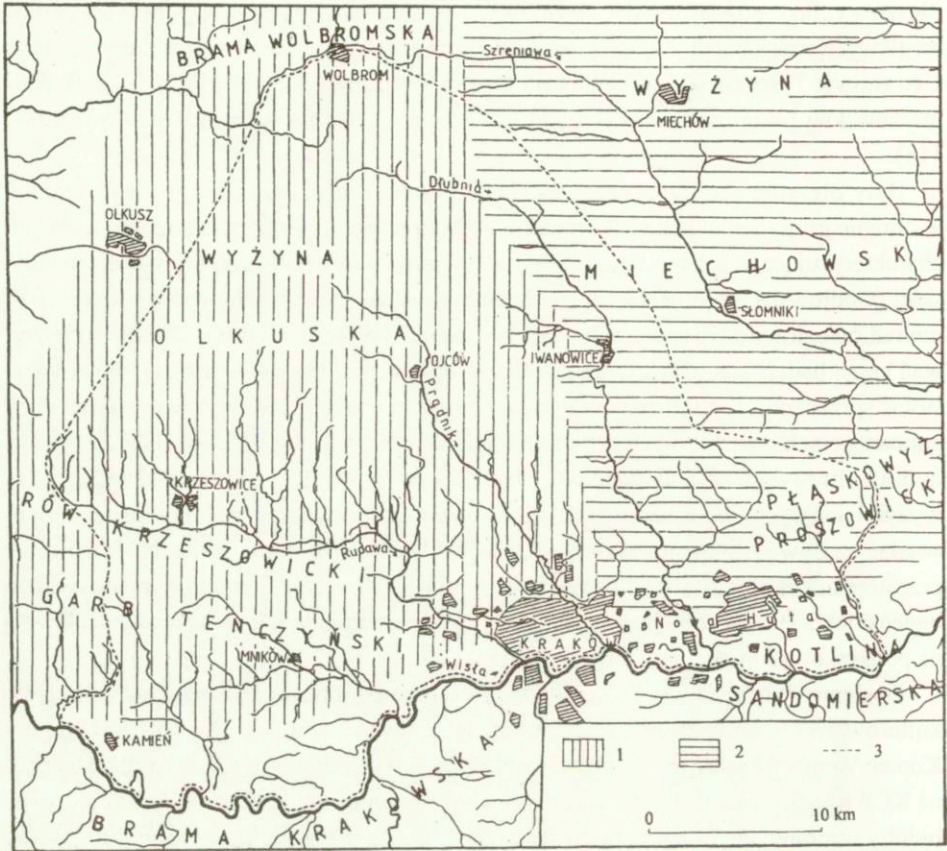 BRAMA WOLBROMSKA
WOLBROM
Szreniawa
WYŻYNA
MIECHÓW
Dłubnia
OLKUSZ
WYŻYNA
MIECHOWSKA
SŁOMNIKI
OLKUSKA
OJCÓW
IWANOWICE
Prądnik
KRZESZOWICE
PŁASKOWYŻ
PROSZOWICK
RÓW KRZESZOWICKI
Rudawa
GARB
TENCZYŃSKI
MNIKÓW
Nowa Huta
KRAKÓW
KOTLINA
Wisła
SANDOMIERSKA
KAMIEŃ
BRAMA KRAKOWSKA
1
2
3
0
10 km